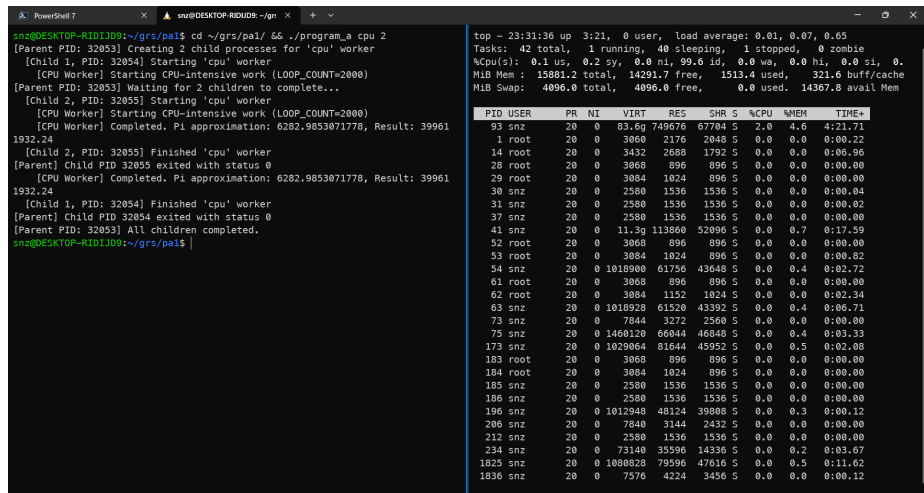 PowerShell 7
snz@DESKTOP-RIDIJD9: ~/grs
snz@DESKTOP-RIDIJD9:~/grs/pa1$ cd ~/grs/pa1/ && ./program_a cpu 2
[Parent PID: 32053] Creating 2 child processes for 'cpu' worker
[Child 1, PID: 32054] Starting 'cpu' worker
[CPU Worker] Starting CPU-intensive work (LOOP_COUNT=2000)
[Parent PID: 32053] Waiting for 2 children to complete...
[Child 2, PID: 32055] Starting 'cpu' worker
[CPU Worker] Starting CPU-intensive work (LOOP_COUNT=2000)
[CPU Worker] Completed. Pi approximation: 6282.9853071778, Result: 39961
1932.24
[Child 2, PID: 32055] Finished 'cpu' worker
[Parent] Child PID 32055 exited with status 0
[CPU Worker] Completed. Pi approximation: 6282.9853071778, Result: 39961
1932.24
[Child 1, PID: 32054] Finished 'cpu' worker
[Parent] Child PID 32054 exited with status 0
[Parent PID: 32053] All children completed.
snz@DESKTOP-RIDIJD9:~/grs/pa1$
top - 23:31:36 up  3:21,  0 user,  load average: 0.01, 0.07, 0.65
Tasks:  42 total,   1 running,  40 sleeping,   1 stopped,   0 zombie
%Cpu(s):  0.1 us,  0.2 sy,  0.0 ni, 99.6 id,  0.0 wa,  0.0 hi,  0.0 si,  0.
MiB Mem :  15881.2 total,  14291.7 free,   1513.4 used,    321.6 buff/cache
MiB Swap:   4096.0 total,   4096.0 free,      0.0 used.  14367.8 avail Mem
PID USER      PR  NI    VIRT    RES    SHR S  %CPU  %MEM     TIME+
93 snz       20   0   83.6g 749676  67704 S   2.0   4.6   4:21.71
1 root      20   0    3060   2176   2048 S   0.0   0.0   0:00.22
14 root      20   0    3432   2688   1792 S   0.0   0.0   0:06.96
28 root      20   0    3068    896    896 S   0.0   0.0   0:00.00
29 root      20   0    3084   1024    896 S   0.0   0.0   0:00.00
30 snz       20   0    2580   1536   1536 S   0.0   0.0   0:00.04
31 snz       20   0    2580   1536   1536 S   0.0   0.0   0:00.02
37 snz       20   0    2580   1536   1536 S   0.0   0.0   0:00.00
41 snz       20   0   11.3g 113860  52096 S   0.0   0.7   0:17.59
52 root      20   0    3068    896    896 S   0.0   0.0   0:00.00
53 root      20   0    3084   1024    896 S   0.0   0.0   0:00.82
54 snz       20   0 1018900  61756  43648 S   0.0   0.4   0:02.72
61 root      20   0    3068    896    896 S   0.0   0.0   0:00.00
62 root      20   0    3084   1152   1024 S   0.0   0.0   0:02.34
63 snz       20   0 1018928  61520  43392 S   0.0   0.4   0:06.71
73 snz       20   0    7844   3272   2560 S   0.0   0.0   0:00.00
75 snz       20   0 1460120  66044  46848 S   0.0   0.4   0:03.33
173 snz       20   0 1029064  81644  45952 S   0.0   0.5   0:02.08
183 root      20   0    3068    896    896 S   0.0   0.0   0:00.00
184 root      20   0    3084   1024    896 S   0.0   0.0   0:00.00
185 snz       20   0    2580   1536   1536 S   0.0   0.0   0:00.00
186 snz       20   0    2580   1536   1536 S   0.0   0.0   0:00.00
196 snz       20   0 1012948  48124  39808 S   0.0   0.3   0:00.12
206 snz       20   0    7840   3144   2432 S   0.0   0.0   0:00.00
212 snz       20   0    2580   1536   1536 S   0.0   0.0   0:00.00
234 snz       20   0   73140  35596  14336 S   0.0   0.2   0:03.67
1825 snz       20   0 1080828  79596  47616 S   0.0   0.5   0:11.62
1836 snz       20   0    7576   4224   3456 S   0.0   0.0   0:00.12